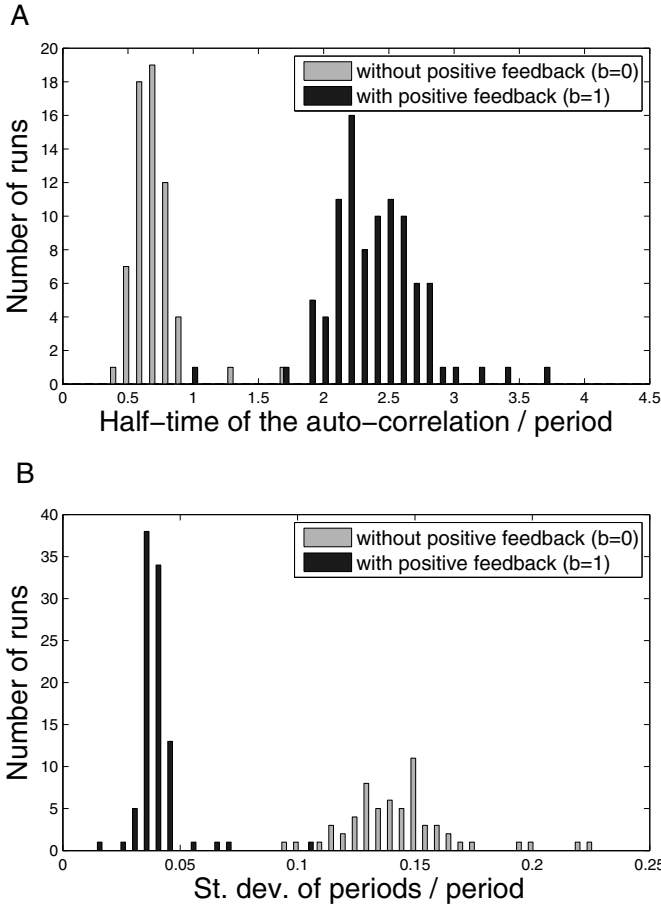 A
20
18
16
14
12
10
8
6
4
2
0
Number of runs
without positive feedback (b=0)
with positive feedback (b=1)
0 0.5 1 1.5 2 2.5 3 3.5 4 4.5
Half−time of the auto−correlation / period
B
40
35
30
25
20
15
10
5
0
Number of runs
without positive feedback (b=0)
with positive feedback (b=1)
0 0.05 0.1 0.15 0.2 0.25
St. dev. of periods / period